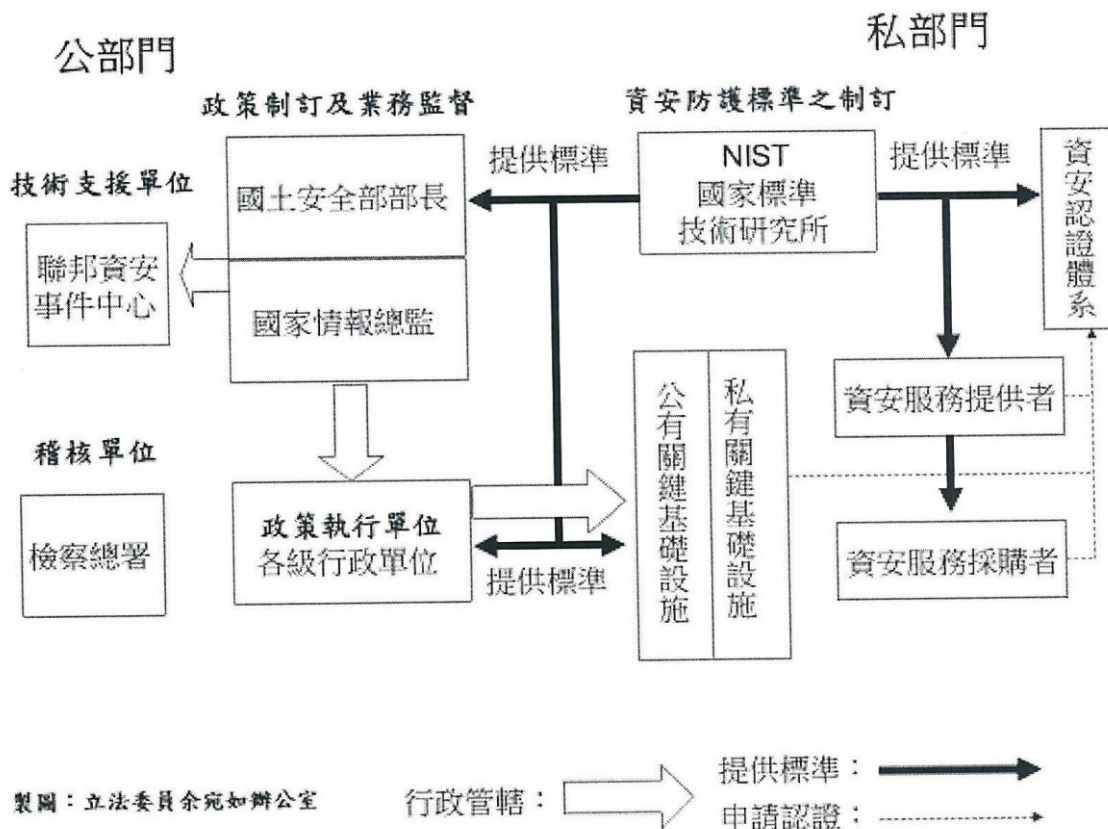 公部門
私部門
政策制訂及業務監督
資安防護標準之制訂
技術支援單位
國土安全部部長
提供標準
NIST
國家標準
技術研究所
提供標準
資安認證體系
聯邦資安
事件中心
國家情報總監
公有關鍵基礎設施
私有關鍵基礎設施
資安服務提供者
稽核單位
檢察總署
政策執行單位
各級行政單位
提供標準
資安服務採購者
製圖：立法委員余宛如辦公室
行政管轄：
提供標準：
申請認證：